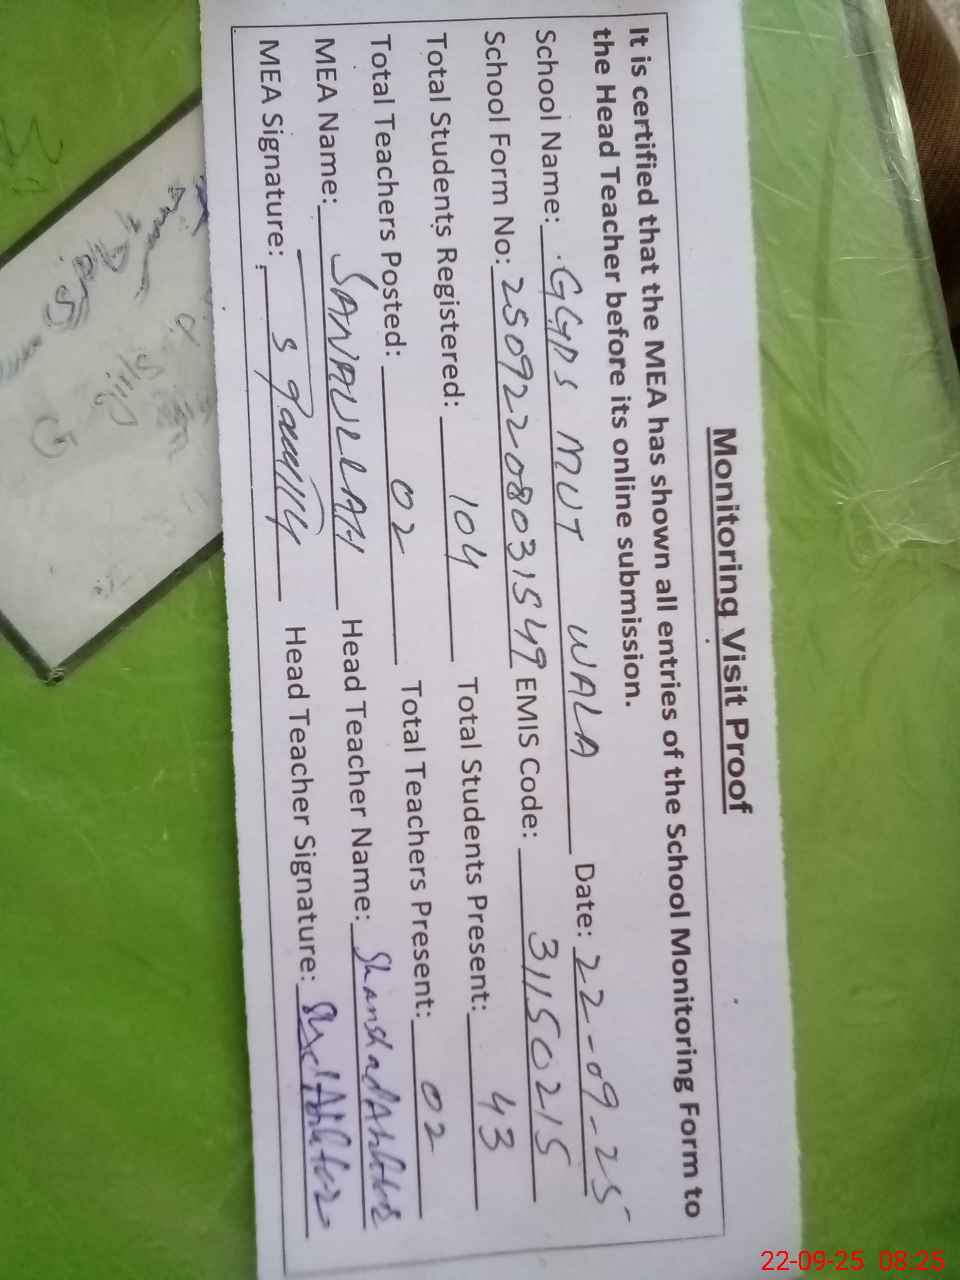 Monitoring Visit Proof
It is certified that the MEA has shown all entries of the School Monitoring Form to
the Head Teacher before its online submission.
School Name: GGPS MUT WALA Date: 22-09-25
School Form No: 25092208031549 EMIS Code: 31150215
Total Students Registered: 104 Total Students Present: 43
Total Teachers Posted: 02 Total Teachers Present: 02
MEA Name: SANAULLAH Head Teacher Name: Shamshad Akhtar
MEA Signature: Head Teacher Signature:
Girls
G
22-09-25 08:25